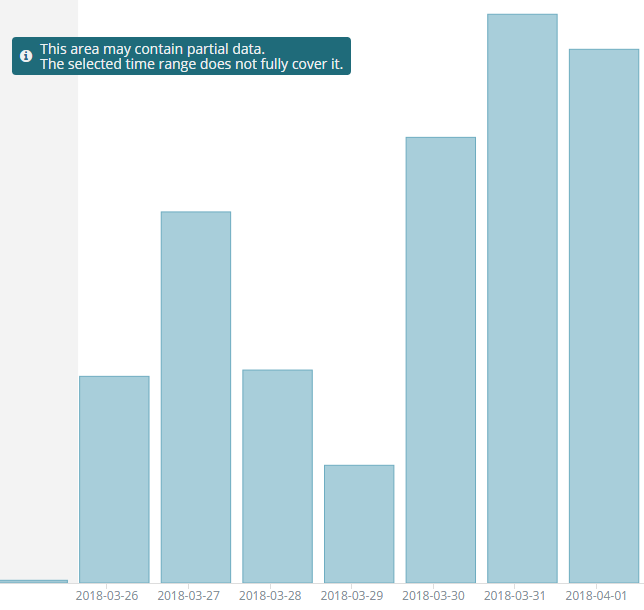 This area may contain partial data.
The selected time range does not fully cover it.
2018-03-26 2018-03-27 2018-03-28 2018-03-29 2018-03-30 2018-03-31 2018-04-01